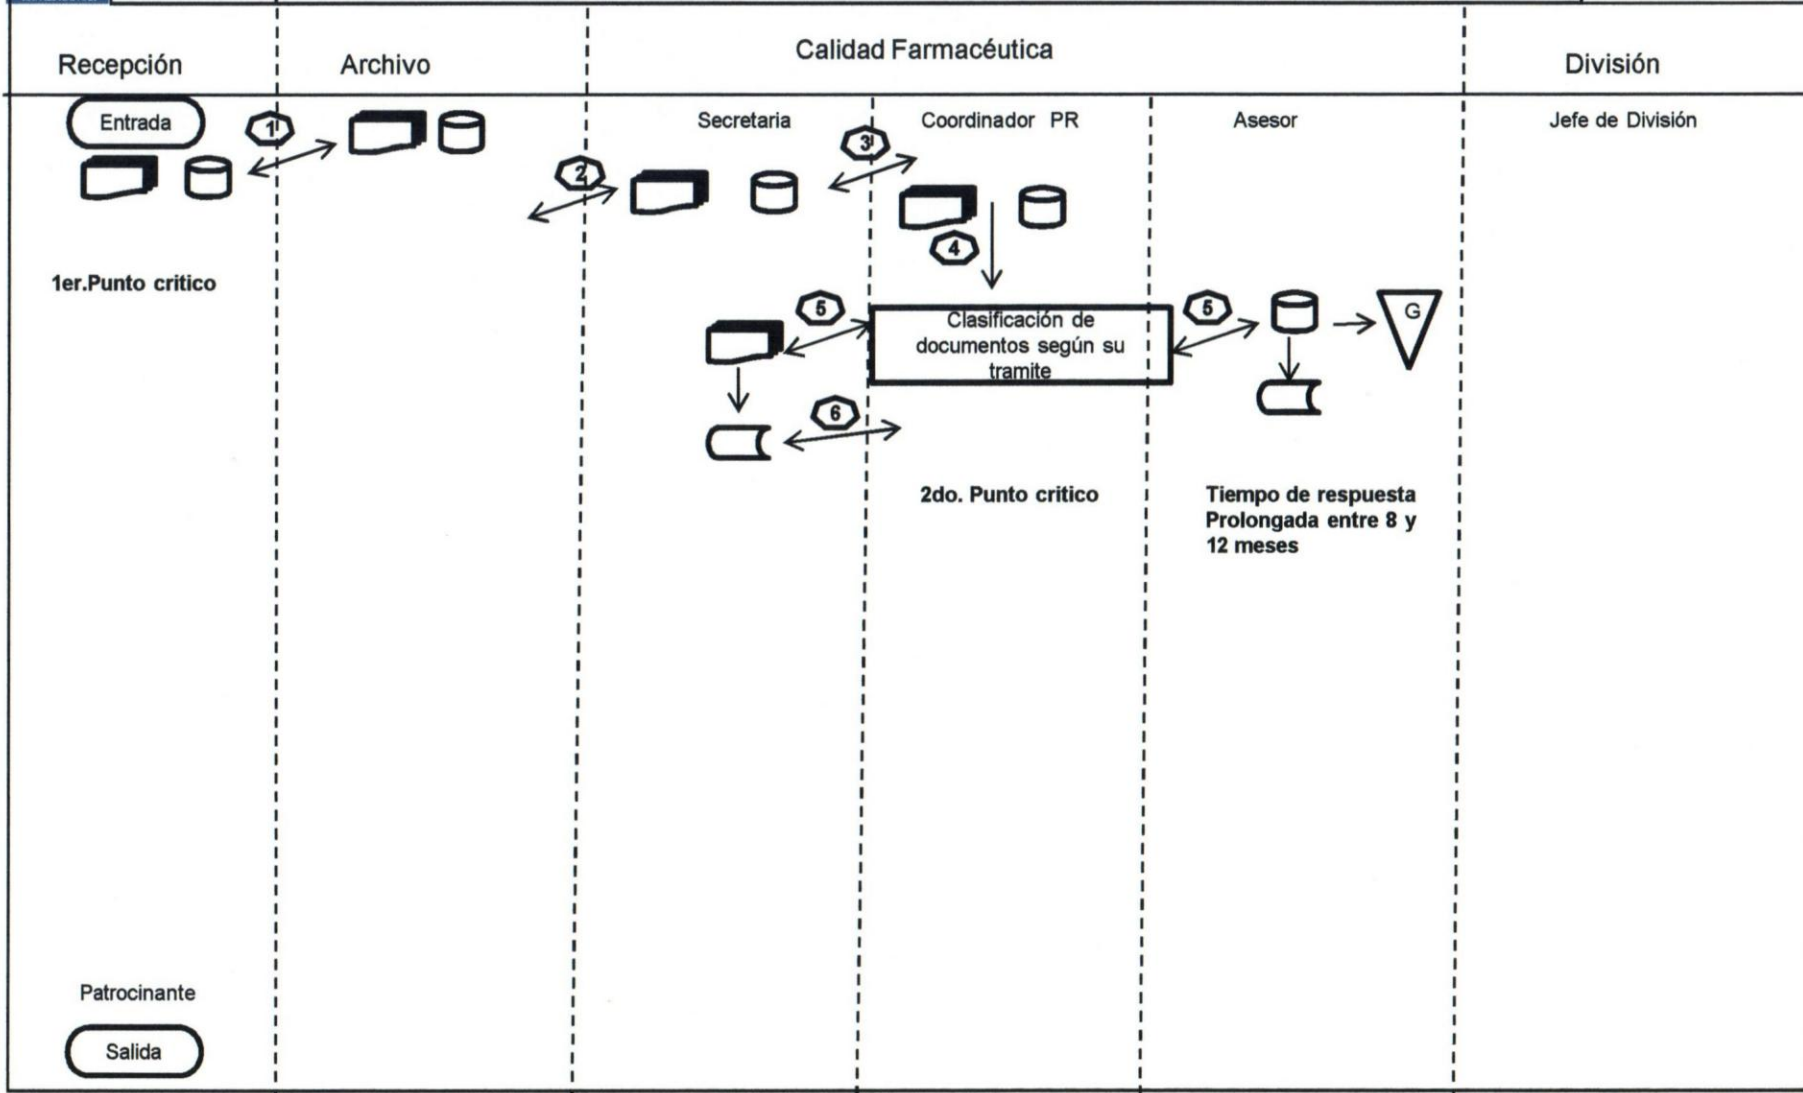 Recepción
Archivo
Calidad Farmacéutica
División
Entrada
1
Secretaria
Coordinador PR
Asesor
Jefe de División
2
3
4
1er.Punto critico
5
Clasificación de
documentos según su
tramite
5
G
6
2do. Punto critico
Tiempo de respuesta
Prolongada entre 8 y
12 meses
Patrocinante
Salida